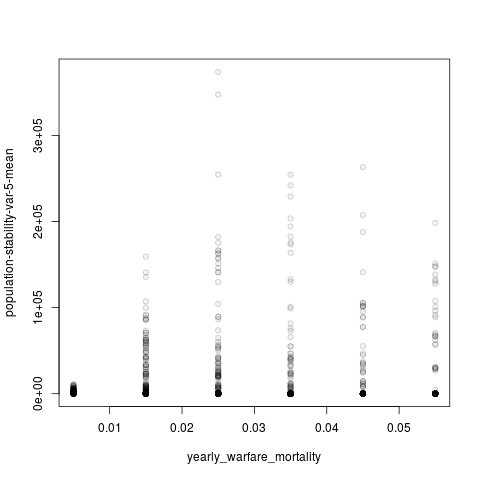 population-stability-var-5-mean
3e+05
2e+05
1e+05
0e+00
0.01 0.02 0.03 0.04 0.05
yearly_warfare_mortality